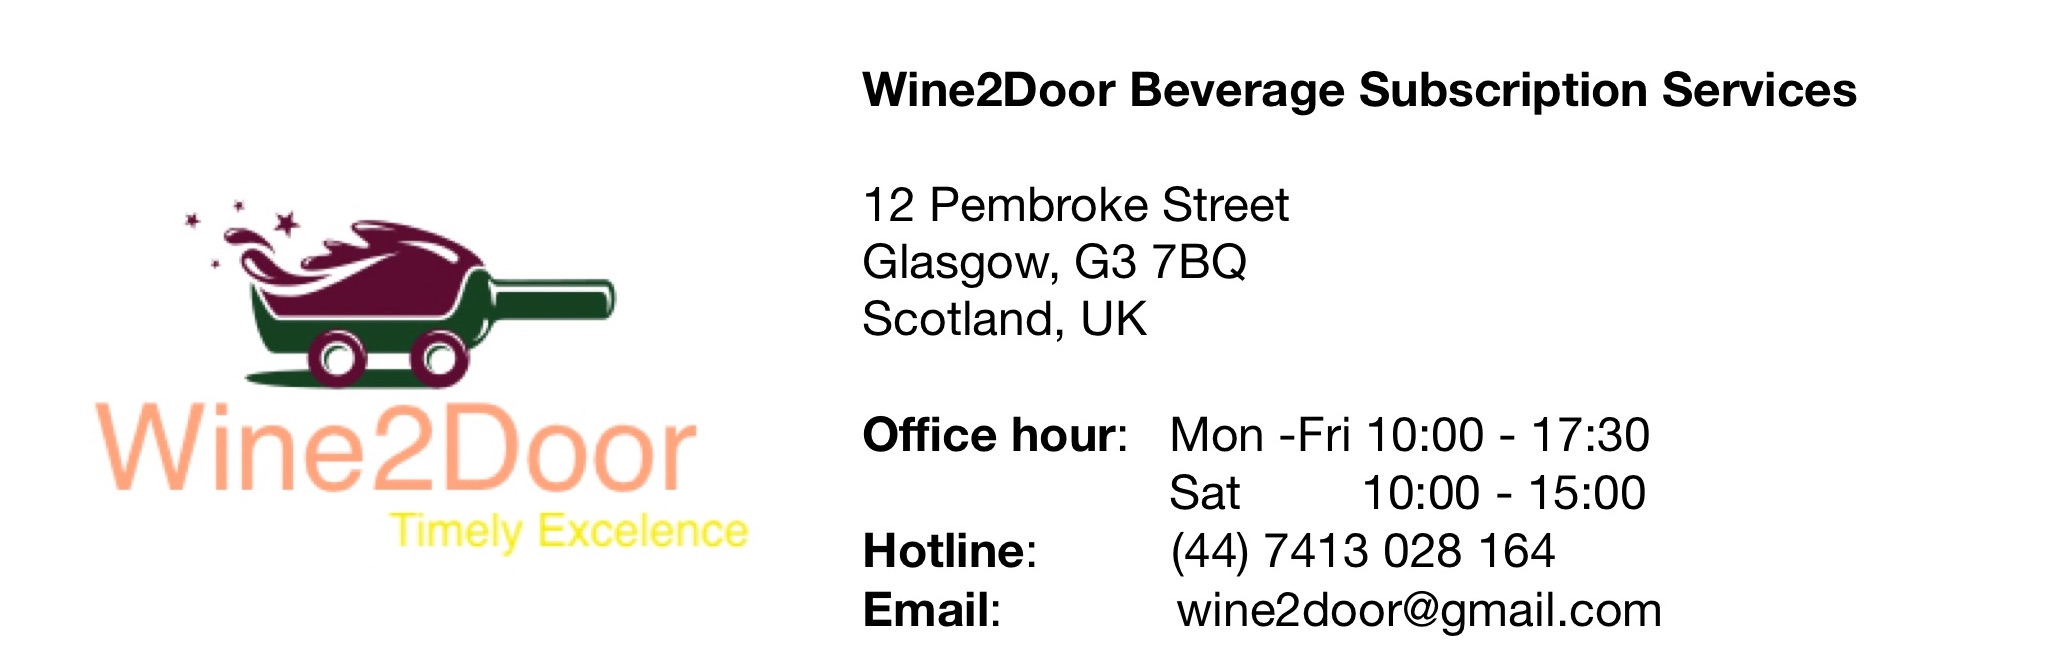 Wine2Door
Timely Excelence
Wine2Door Beverage Subscription Services
12 Pembroke Street
Glasgow, G3 7BQ
Scotland, UK
Office hour: Mon -Fri 10:00 - 17:30
Sat 10:00 - 15:00
Hotline: (44) 7413 028 164
Email: wine2door@gmail.com